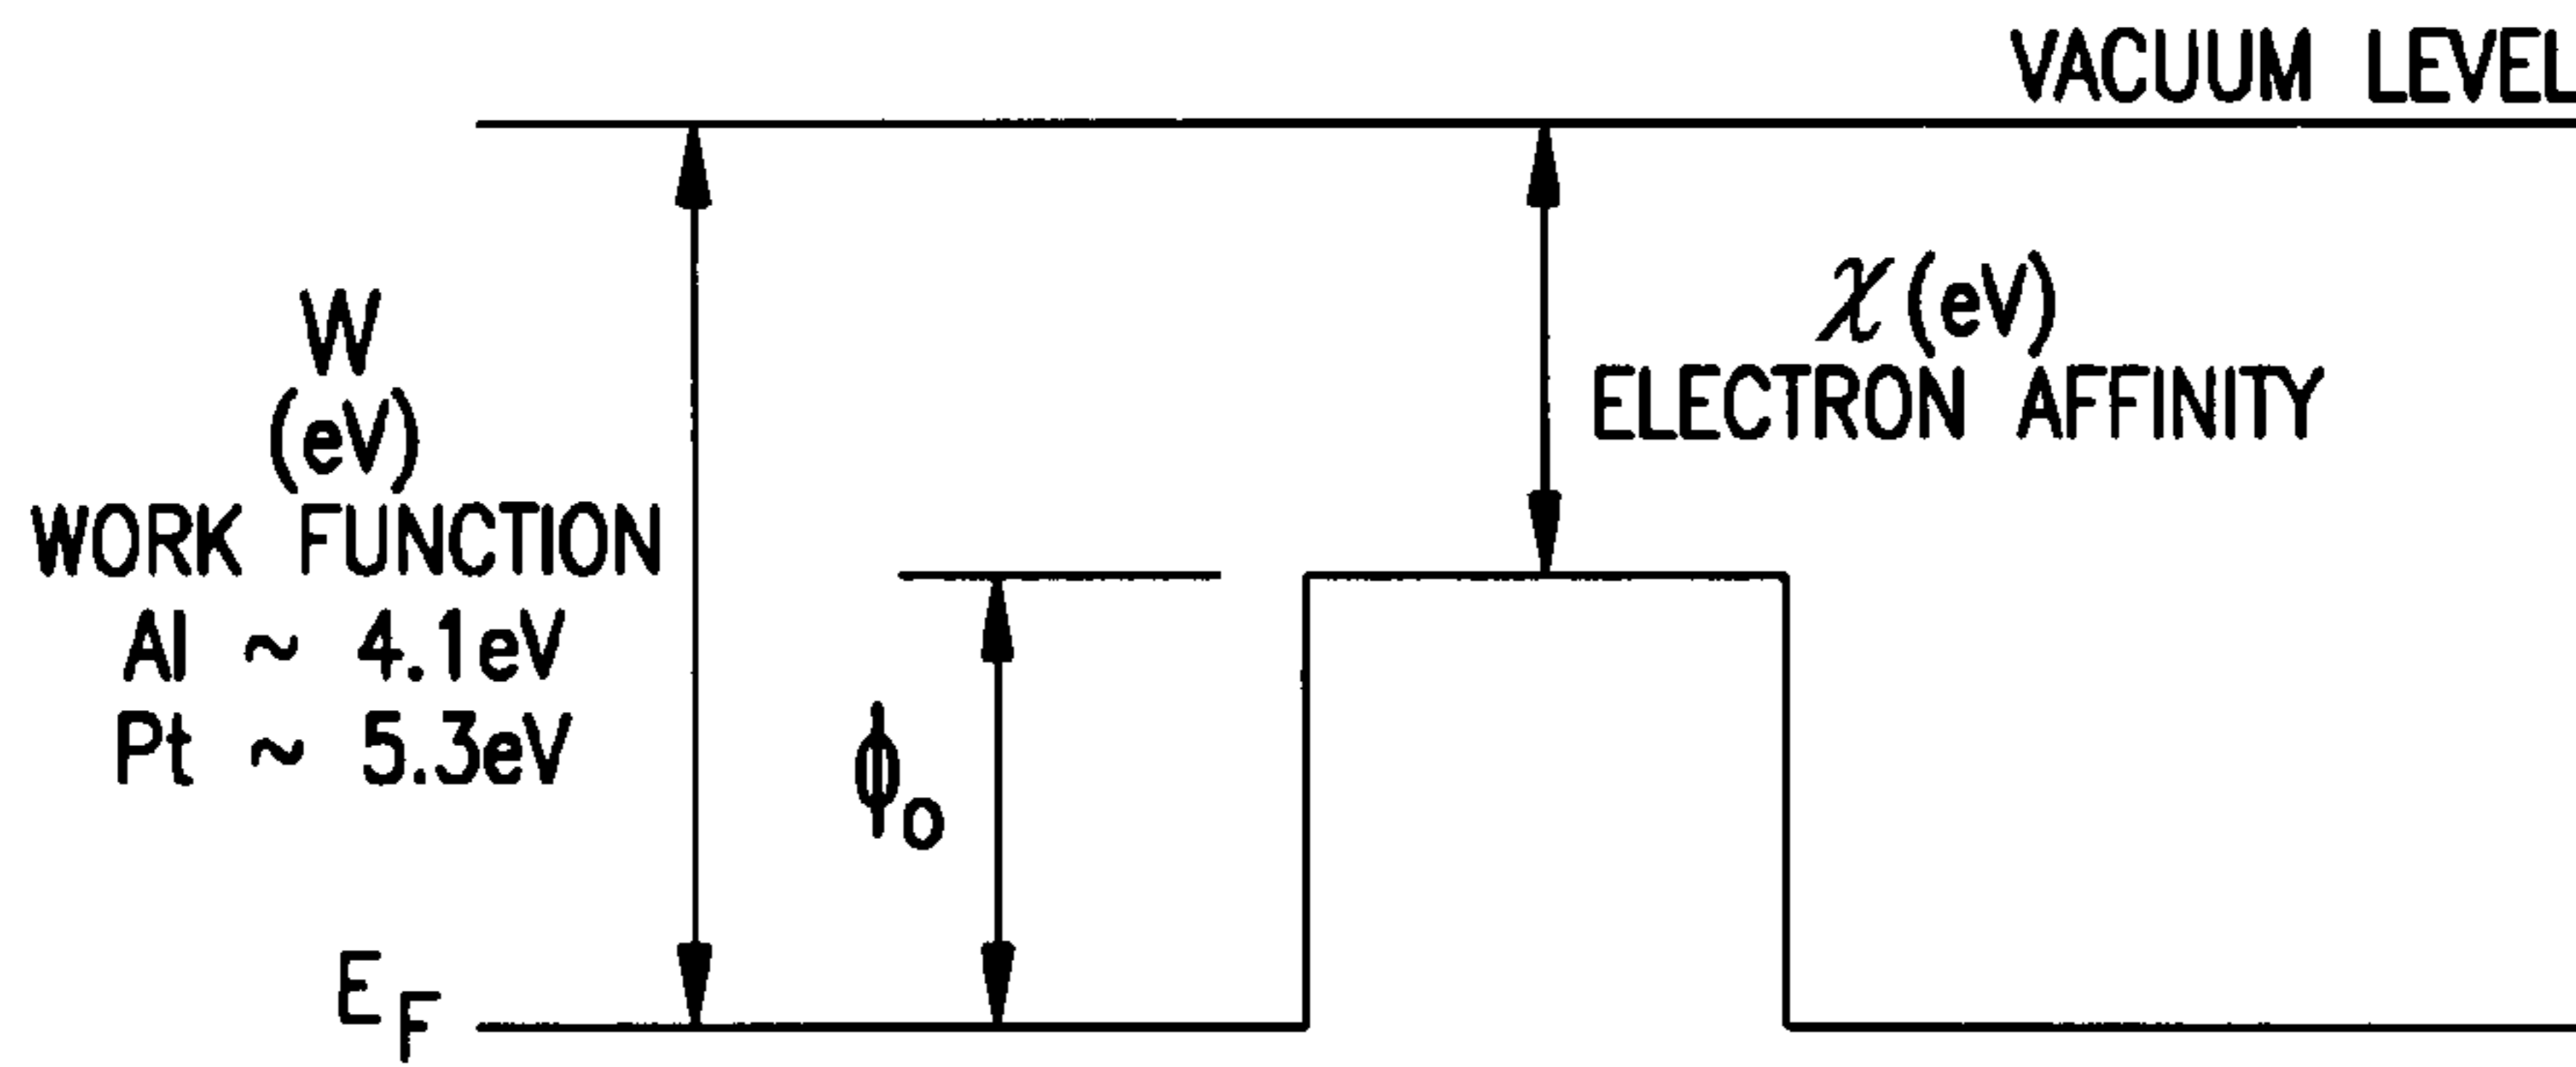 VACUUM LEVEL
W
(eV)
WORK FUNCTION
Al ~ 4.1eV
Pt ~ 5.3eV
χ(eV)
ELECTRON AFFINITY
ϕo
EF